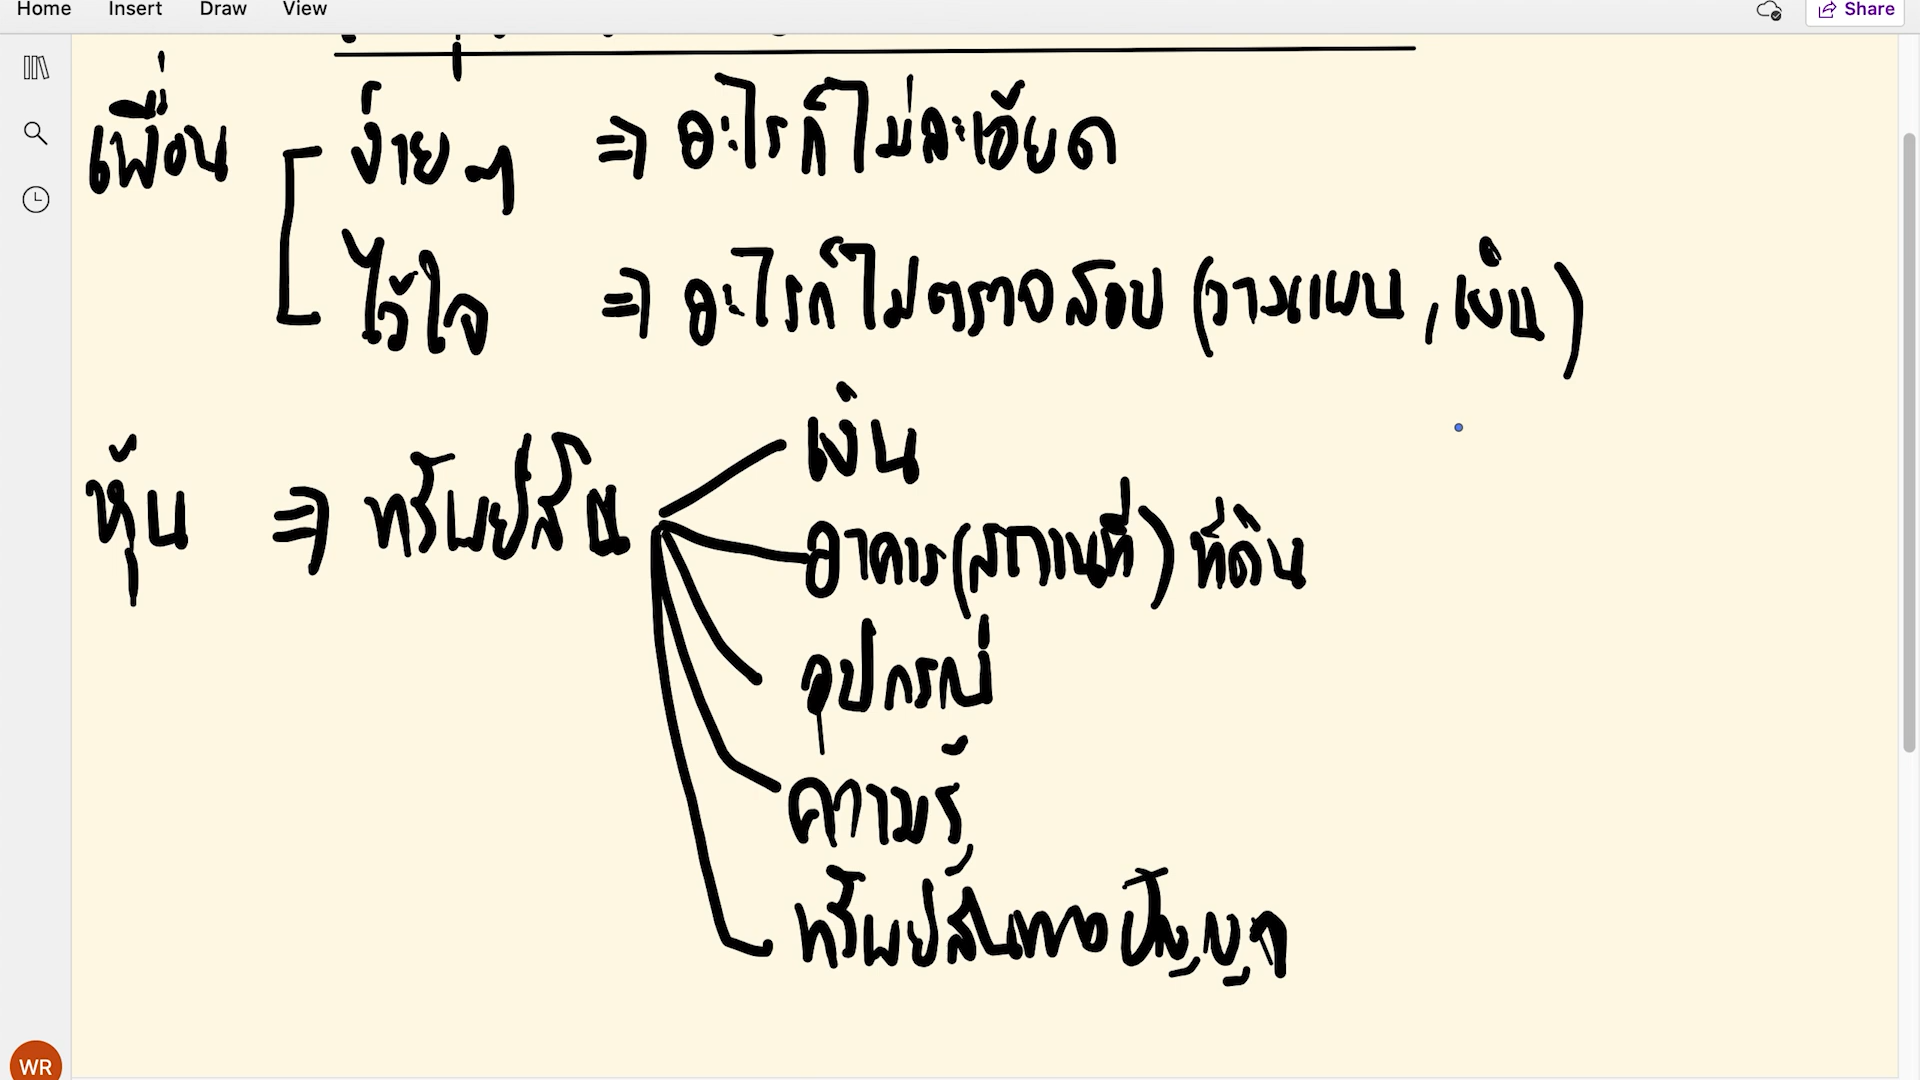 Home Insert Draw View Share
เพื่อน ง่ายๆ ⇒ อะไรก็ไม่ละเอียด
ไว้ใจ ⇒ อะไรก็ไม่ตรวจสอบ (วางแผน, เงิน)
หุ้น ⇒ ทรัพย์สิน
เงิน
อาคาร (สถานที่) ที่ดิน
อุปกรณ์
ความรู้
ทรัพย์สินทางปัญญา
WR